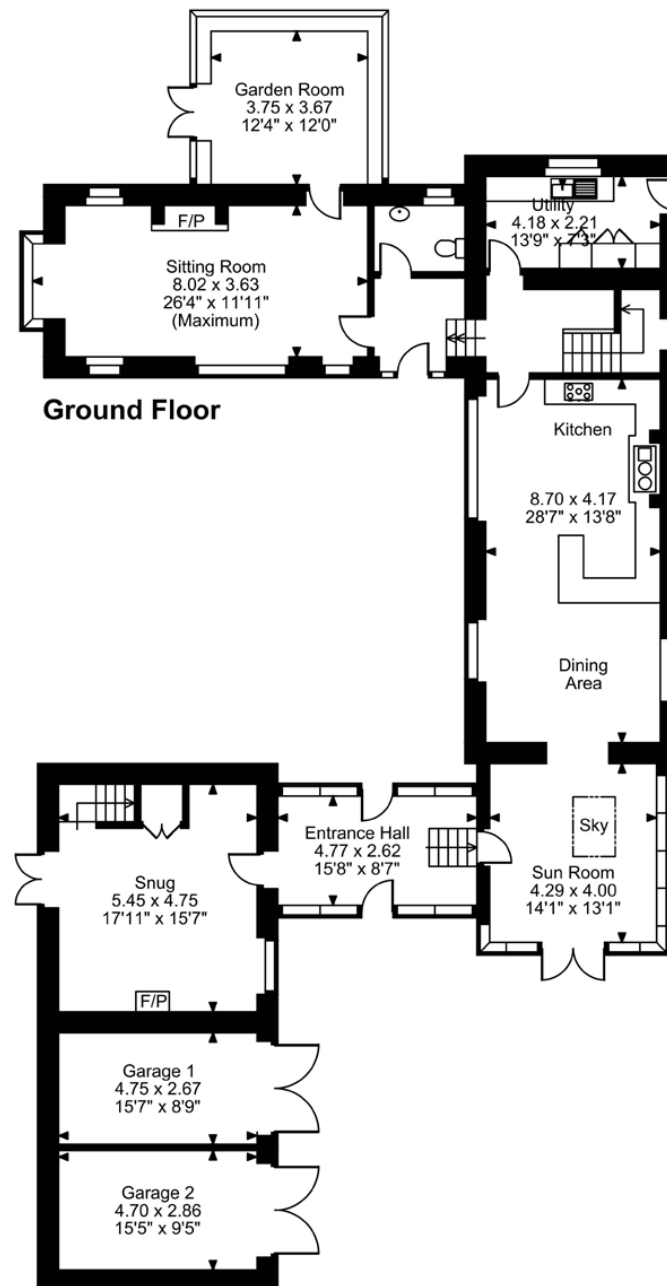 Garden Room
3.75 x 3.67
12'4" x 12'0"
Utility
4.18 x 2.21
13'9" x 7'3"
F/P
Sitting Room
8.02 x 3.63
26'4" x 11'11"
(Maximum)
Ground Floor
Kitchen
8.70 x 4.17
28'7" x 13'8"
Dining
Area
Entrance Hall
4.77 x 2.62
15'8" x 8'7"
Sky
Sun Room
4.29 x 4.00
14'1" x 13'1"
Snug
5.45 x 4.75
17'11" x 15'7"
F/P
Garage 1
4.75 x 2.67
15'7" x 8'9"
Garage 2
4.70 x 2.86
15'5" x 9'5"